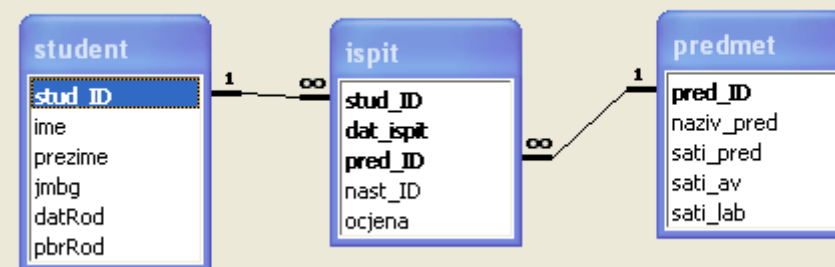 student
stud_ID
ime
prezime
jmbg
datRod
pbrRod
1
∞
ispit
stud_ID
dat_ispit
pred_ID
nast_ID
ocjena
∞
1
predmet
pred_ID
naziv_pred
sati_pred
sati_av
sati_lab